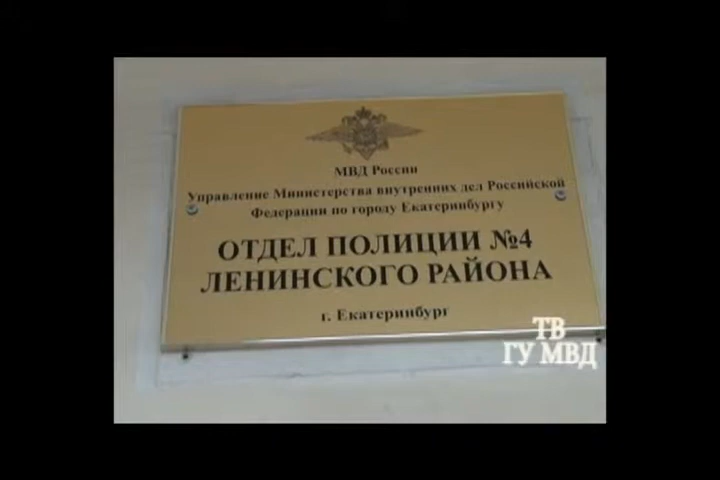 МВД России
Управление Министерства внутренних дел Российской
Федерации по городу Екатеринбургу
ОТДЕЛ ПОЛИЦИИ №4
ЛЕНИНСКОГО РАЙОНА
г. Екатеринбург
ТВ
ГУ МВД